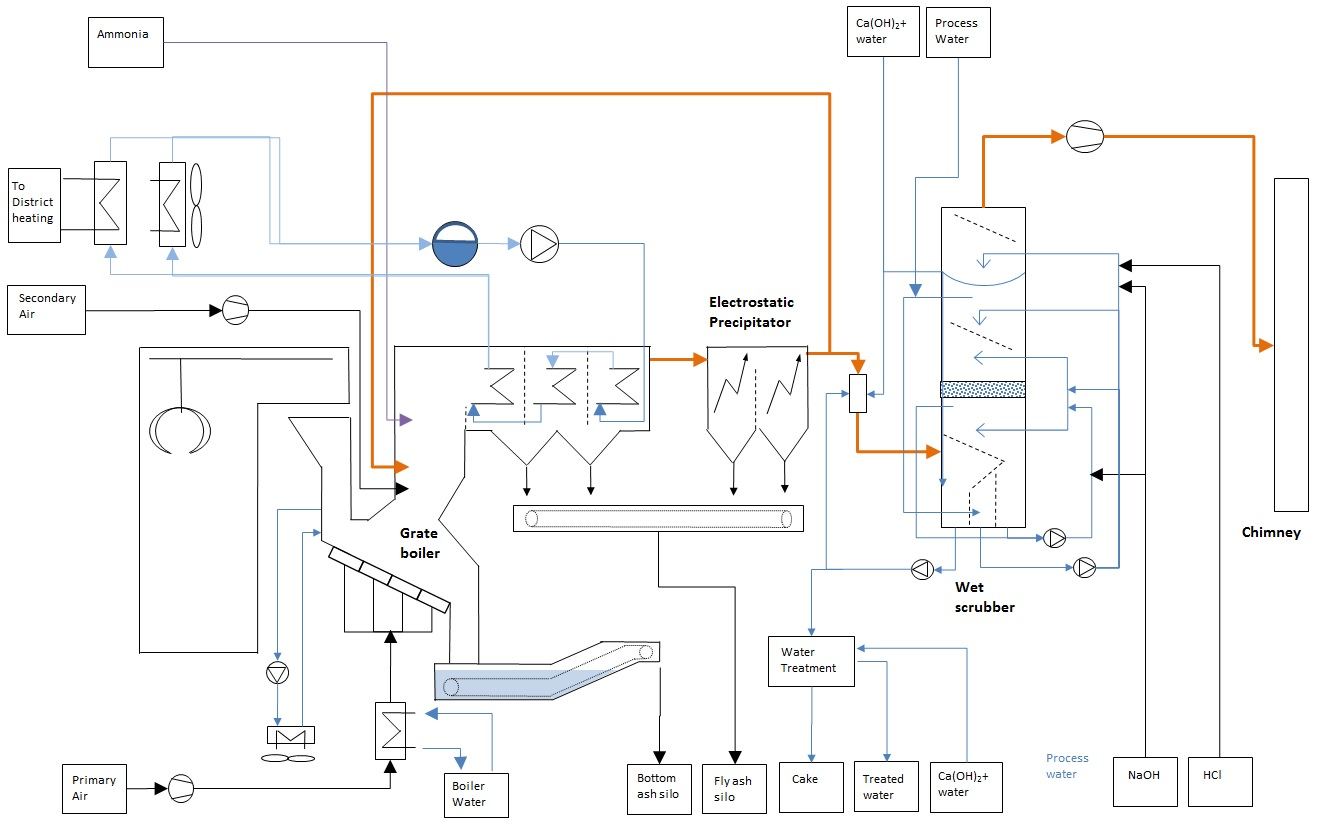 Ca(OH)₂+
water
Process
Water
Ammonia
To
District
heating
Secondary
Air
Electrostatic
Precipitator
Grate
boiler
Chimney
Wet
scrubber
Water
Treatment
Primary
Air
Boiler
Water
Bottom
ash silo
Fly ash
silo
Cake
Treated
water
Ca(OH)₂+
water
Process
water
NaOH
HCl